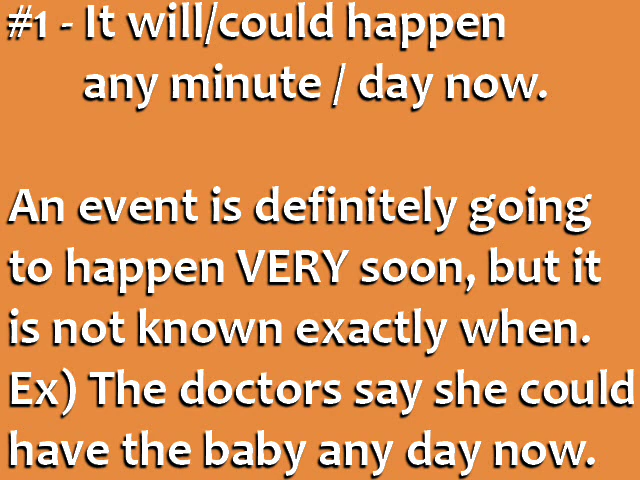 #1 - It will/could happen
any minute / day now.
An event is definitely going
to happen VERY soon, but it
is not known exactly when.
Ex) The doctors say she could
have the baby any day now.